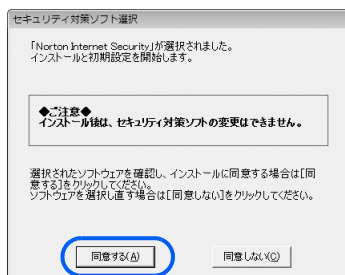 セキュリティ対策ソフト選択
「Norton Internet Security」が選択されました。
インストールと初期設定を開始します。
◆ご注意◆
インストール後は、セキュリティ対策ソフトの変更はできません。
選択されたソフトウェアを確認し、インストールに同意する場合は[同
意する]をクリックしてください。
ソフトウェアを選択し直す場合は[同意しない]をクリックしてください。
同意する(A)
同意しない(C)